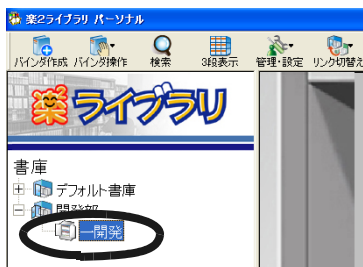 楽2ライブラリ パーソナル
バインダ作成 バインダ操作 検索 3段表示 管理・設定 リンク切替え
楽ライブラリ
書庫
デフォルト書庫
開発部
一開発